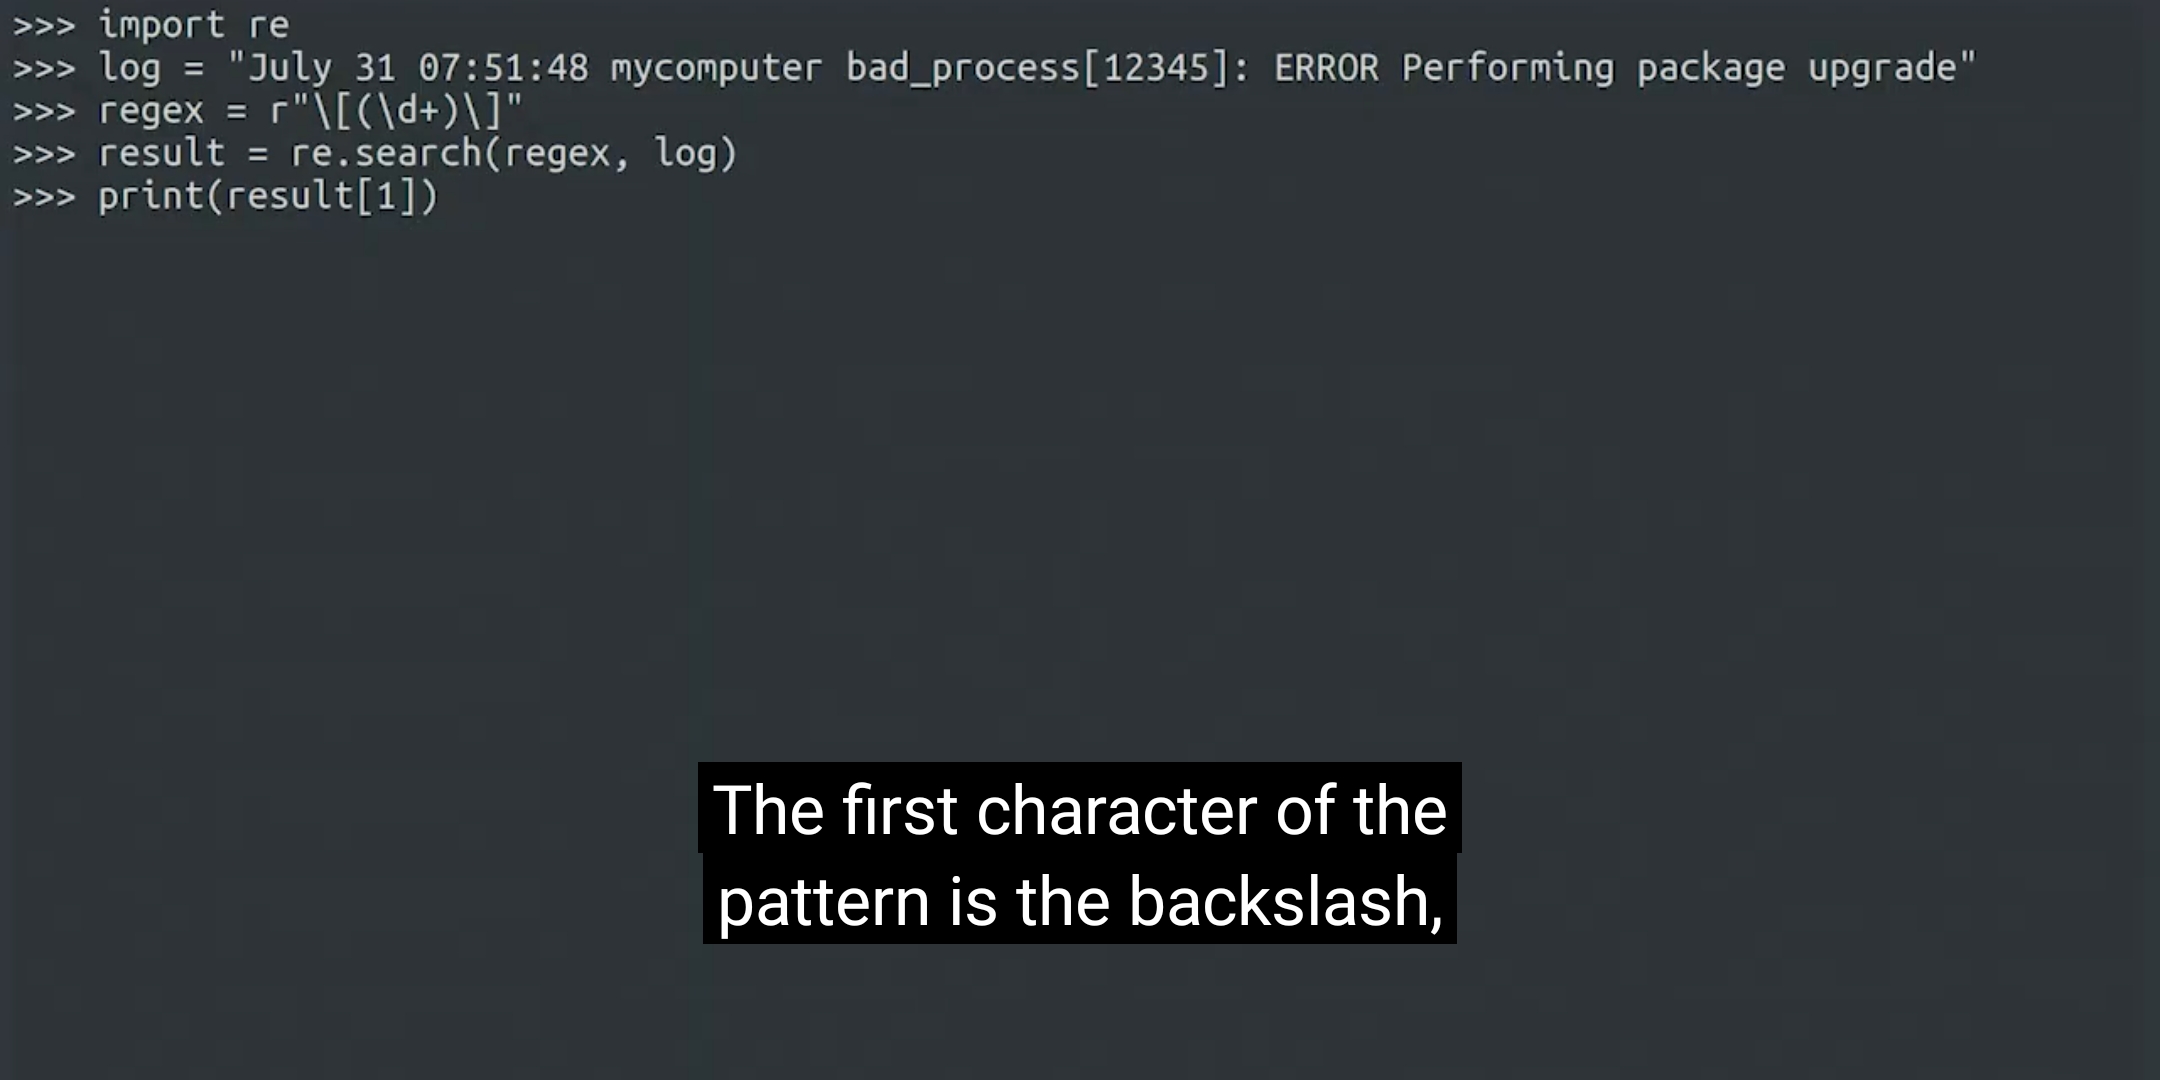 >>> import re
>>> log = "July 31 07:51:48 mycomputer bad_process[12345]: ERROR Performing package upgrade"
>>> regex = r"\[(\d+)\]"
>>> result = re.search(regex, log)
>>> print(result[1])
The first character of the
pattern is the backslash,